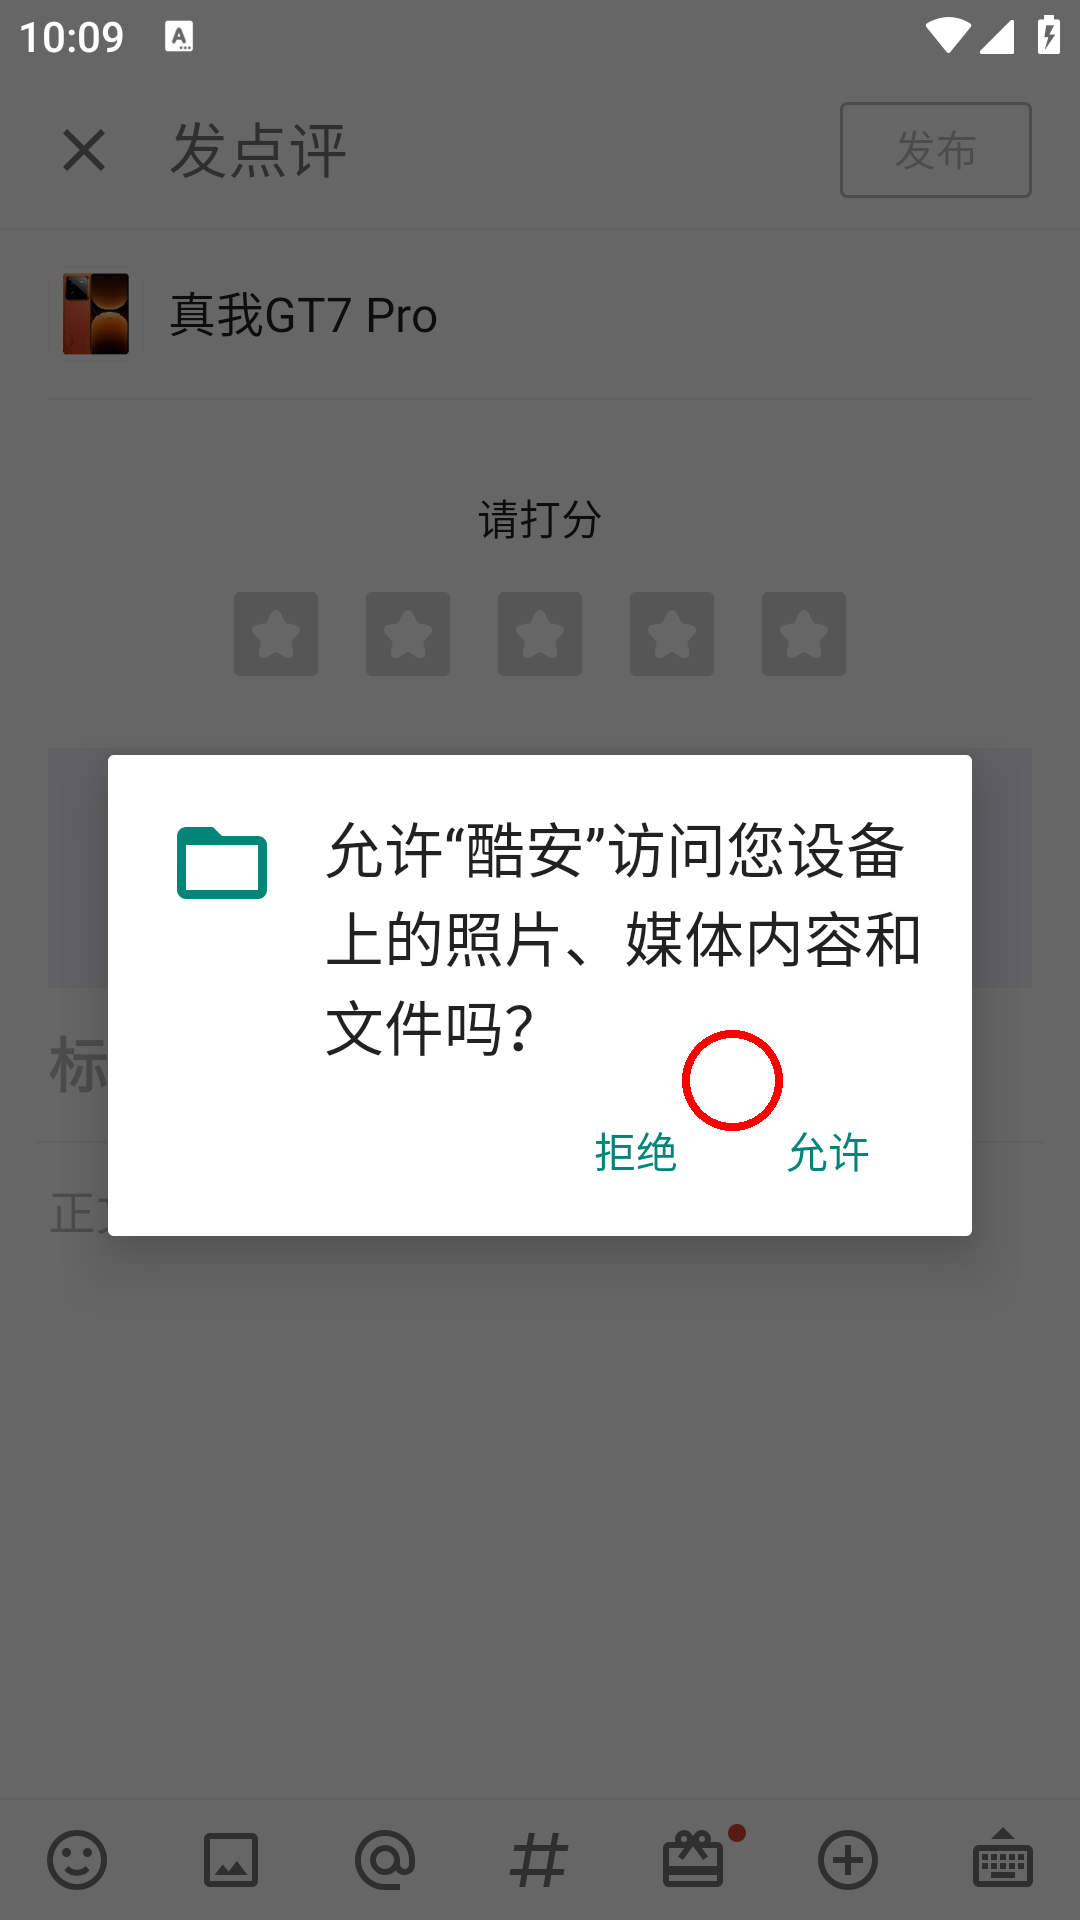 10:09
发点评
发布
真我GT7 Pro
请打分
允许“酷安”访问您设备
上的照片、媒体内容和
文件吗？
标
拒绝
允许
正